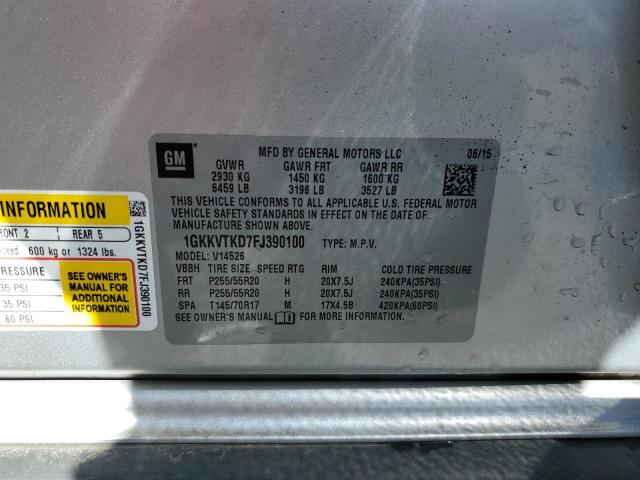 INFORMATION
FRONT 2 REAR 5
exceed 600 kg or 1324 lbs.
PRESSURE
35 PSI
35 PSI
60 PSI
SEE OWNER'S
MANUAL FOR
ADDITIONAL
INFORMATION
1GKKVTKD7FJ390100
GM
MFD BY GENERAL MOTORS LLC 06/15
GVWR GAWR FRT GAWR RR
2930 KG 1450 KG 1600 KG
6459 LB 3196 LB 3527 LB
THIS VEHICLE CONFORMS TO ALL APPLICABLE U.S. FEDERAL MOTOR
VEHICLE SAFETY STANDARDS IN EFFECT ON THE DATE OF
MANUFACTURE SHOWN ABOVE.
1GKKVTKD7FJ390100 TYPE: M.P.V.
MODEL: V14526
VBBH TIRE SIZE SPEED RTG RIM COLD TIRE PRESSURE
FRT P255/55R20 H 20X7.5J 240KPA(35PSI)
RR P255/55R20 H 20X7.5J 240KPA(35PSI)
SPA T145/70R17 M 17X4.5B 420KPA(60PSI)
SEE OWNER'S MANUAL FOR MORE INFORMATION